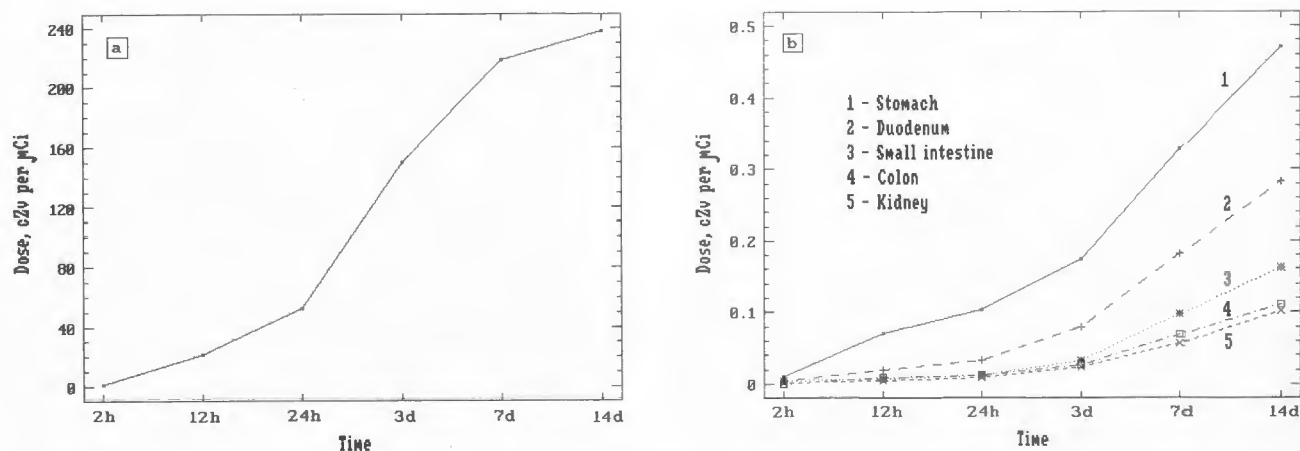 a
240
200
160
120
80
40
0
Dose, cZv per µCi
2h 12h 24h 3d 7d 14d
Time
b
0.5
0.4
0.3
0.2
0.1
0
Dose, cZv per µCi
1 - Stomach
2 - Duodenum
3 - Small intestine
4 - Colon
5 - Kidney
1
2
3
4
5
2h 12h 24h 3d 7d 14d
Time